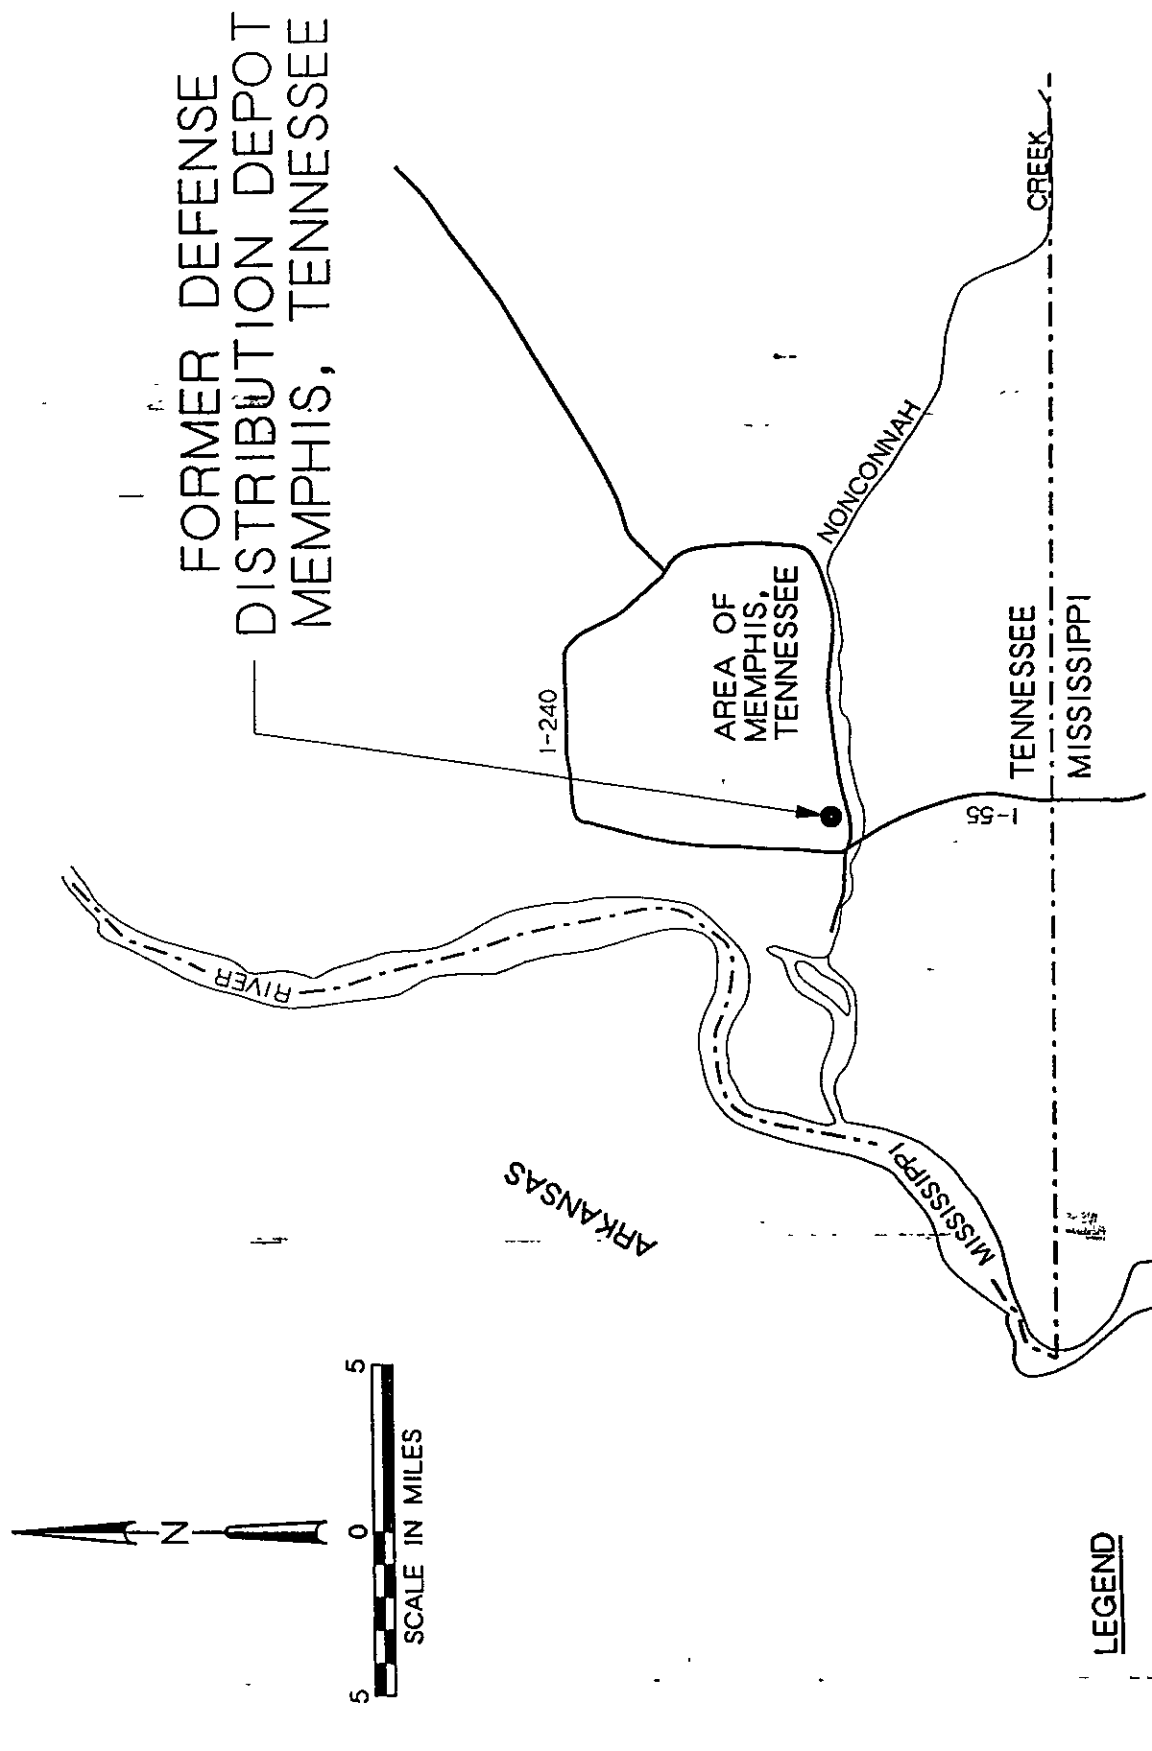 FORMER DEFENSE
DISTRIBUTION DEPOT
MEMPHIS, TENNESSEE
I-240
AREA OF
MEMPHIS,
TENNESSEE
NONCONNAH
CREEK
TENNESSEE
MISSISSIPPI
I-55
RIVER
MISSISSIPPI
ARKANSAS
N
5 0 5
SCALE IN MILES
LEGEND